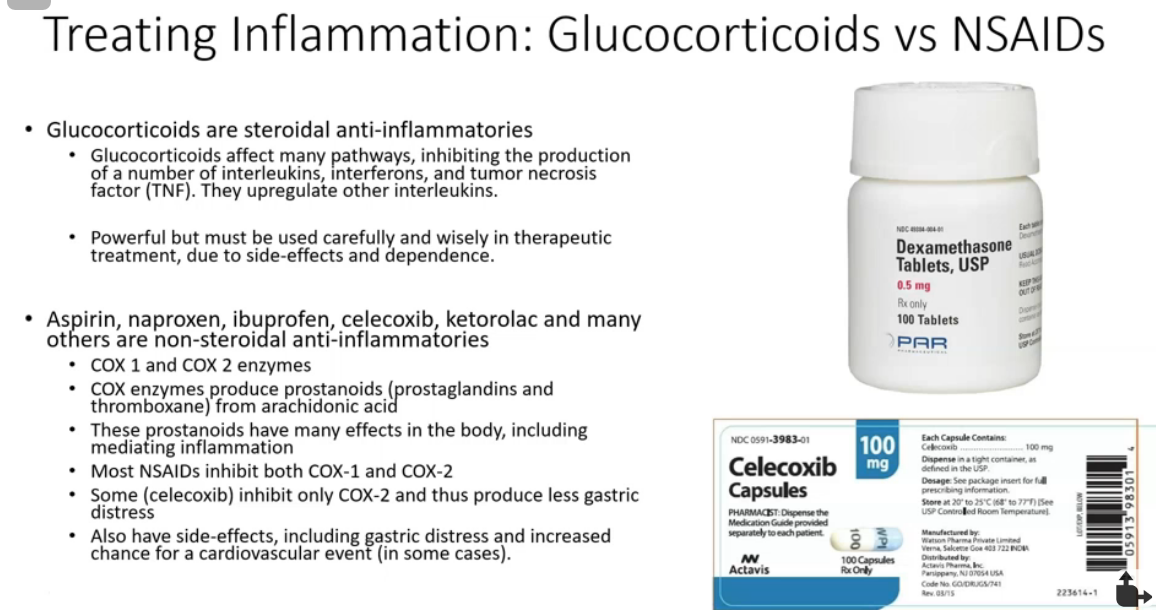 Treating Inflammation: Glucocorticoids vs NSAIDs
• Glucocorticoids are steroidal anti-inflammatories
• Glucocorticoids affect many pathways, inhibiting the production
of a number of interleukins, interferons, and tumor necrosis
factor (TNF). They upregulate other interleukins.
• Powerful but must be used carefully and wisely in therapeutic
treatment, due to side-effects and dependence.
• Aspirin, naproxen, ibuprofen, celecoxib, ketorolac and many
others are non-steroidal anti-inflammatories
• COX 1 and COX 2 enzymes
• COX enzymes produce prostanoids (prostaglandins and
thromboxane) from arachidonic acid
• These prostanoids have many effects in the body, including
mediating inflammation
• Most NSAIDs inhibit both COX-1 and COX-2
• Some (celecoxib) inhibit only COX-2 and thus produce less gastric
distress
• Also have side-effects, including gastric distress and increased
chance for a cardiovascular event (in some cases).
Dexamethasone
Tablets, USP
0.5 mg
Rx only
100 Tablets
PAR
NDC 0591-3983-01
100
mg
Celecoxib
Capsules
PHARMACIST: Dispense the
Medication Guide provided
separately to each patient.
100 Capsules
Rx Only
Actavis
Each Capsule Contains:
Celecoxib ........................ 100 mg
Dispense in a tight container, as
defined in the USP.
Dosage: See package insert for full
prescribing information.
Store at 20° to 25°C (68° to 77°F) [See
USP Controlled Room Temperature].
Manufactured by:
Watson Pharma Private Limited
Verna, Salcette Goa 403 722 INDIA
Distributed by:
Actavis Pharma, Inc.
Parsippany, NJ 07054 USA
Code No. GO/DRUGS/741
Rev. 03/15
223614-1